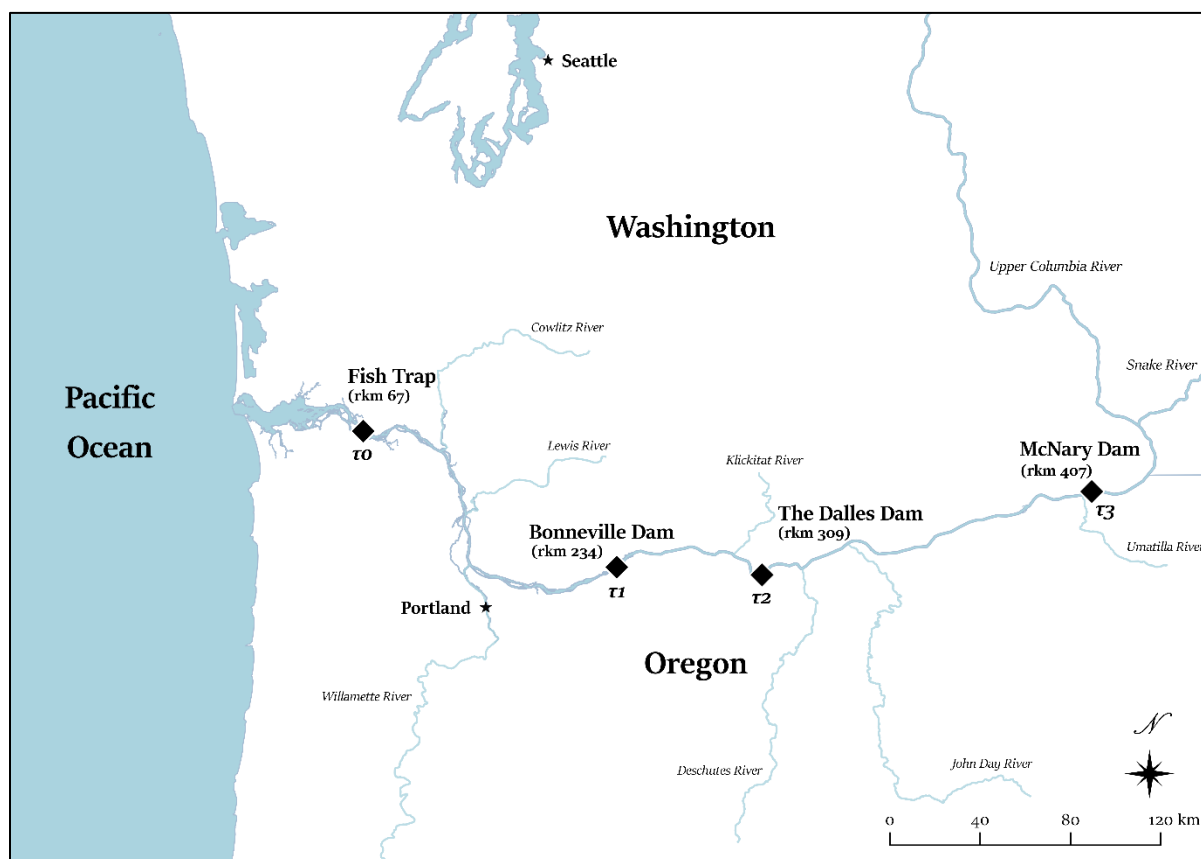 Seattle
Washington
Upper Columbia River
Cowlitz River
Snake River
Fish Trap
(rkm 67)
Pacific
Ocean
τ0
Lewis River
Klickitat River
McNary Dam
(rkm 407)
The Dalles Dam
(rkm 309)
Bonneville Dam
(rkm 234)
τ3
Umatilla River
τ1
τ2
Portland
Oregon
Willamette River
N
Deschutes River
John Day River
0 40 80 120 km